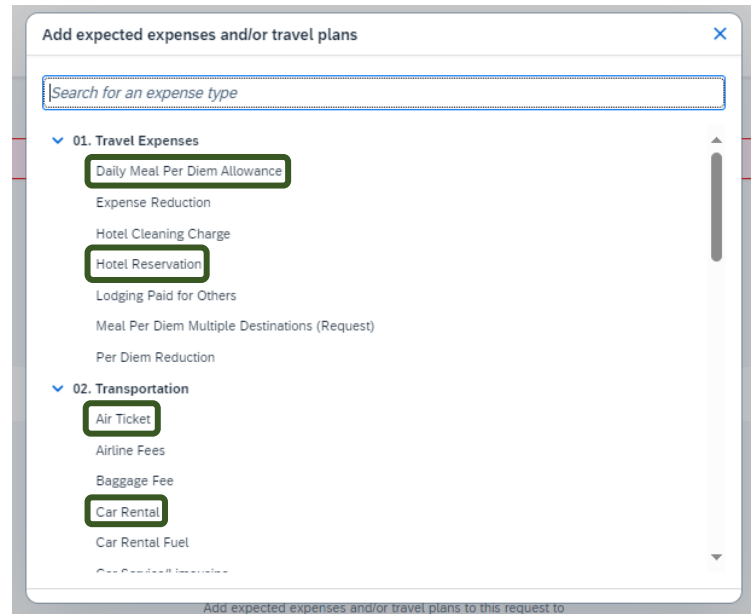 Add expected expenses and/or travel plans
Search for an expense type
01. Travel Expenses
Daily Meal Per Diem Allowance
Expense Reduction
Hotel Cleaning Charge
Hotel Reservation
Lodging Paid for Others
Meal Per Diem Multiple Destinations (Request)
Per Diem Reduction
02. Transportation
Air Ticket
Airline Fees
Baggage Fee
Car Rental
Car Rental Fuel
Car Service/Limousine
Add expected expenses and/or travel plans to this request to